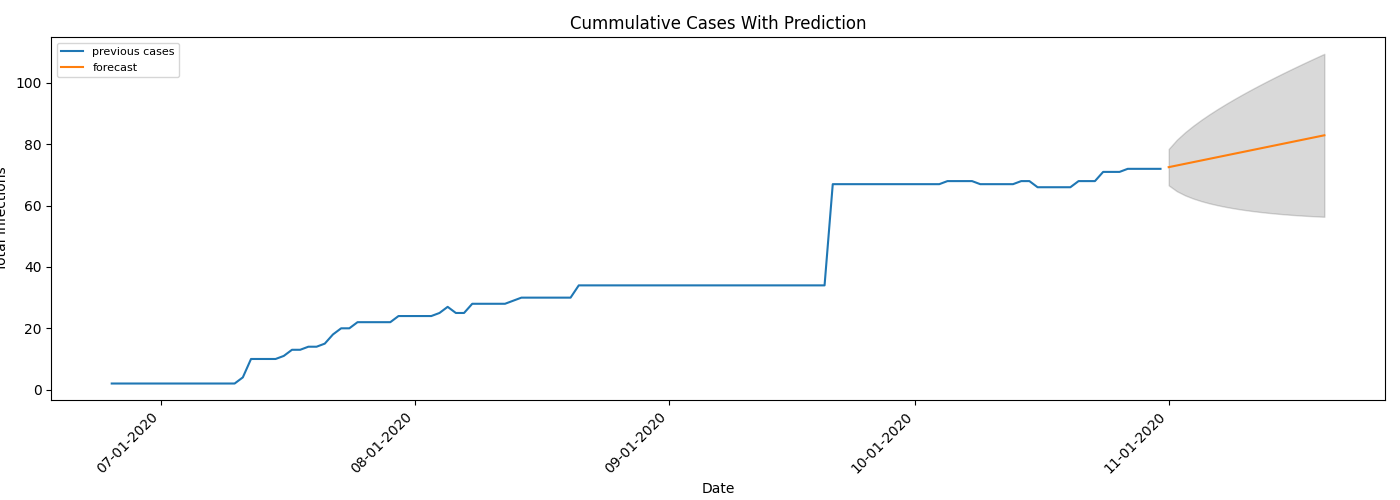 Cummulative Cases With Prediction
previous cases
forecast
100
80
60
40
20
0
infections
07-01-2020
08-01-2020
09-01-2020
10-01-2020
11-01-2020
Date